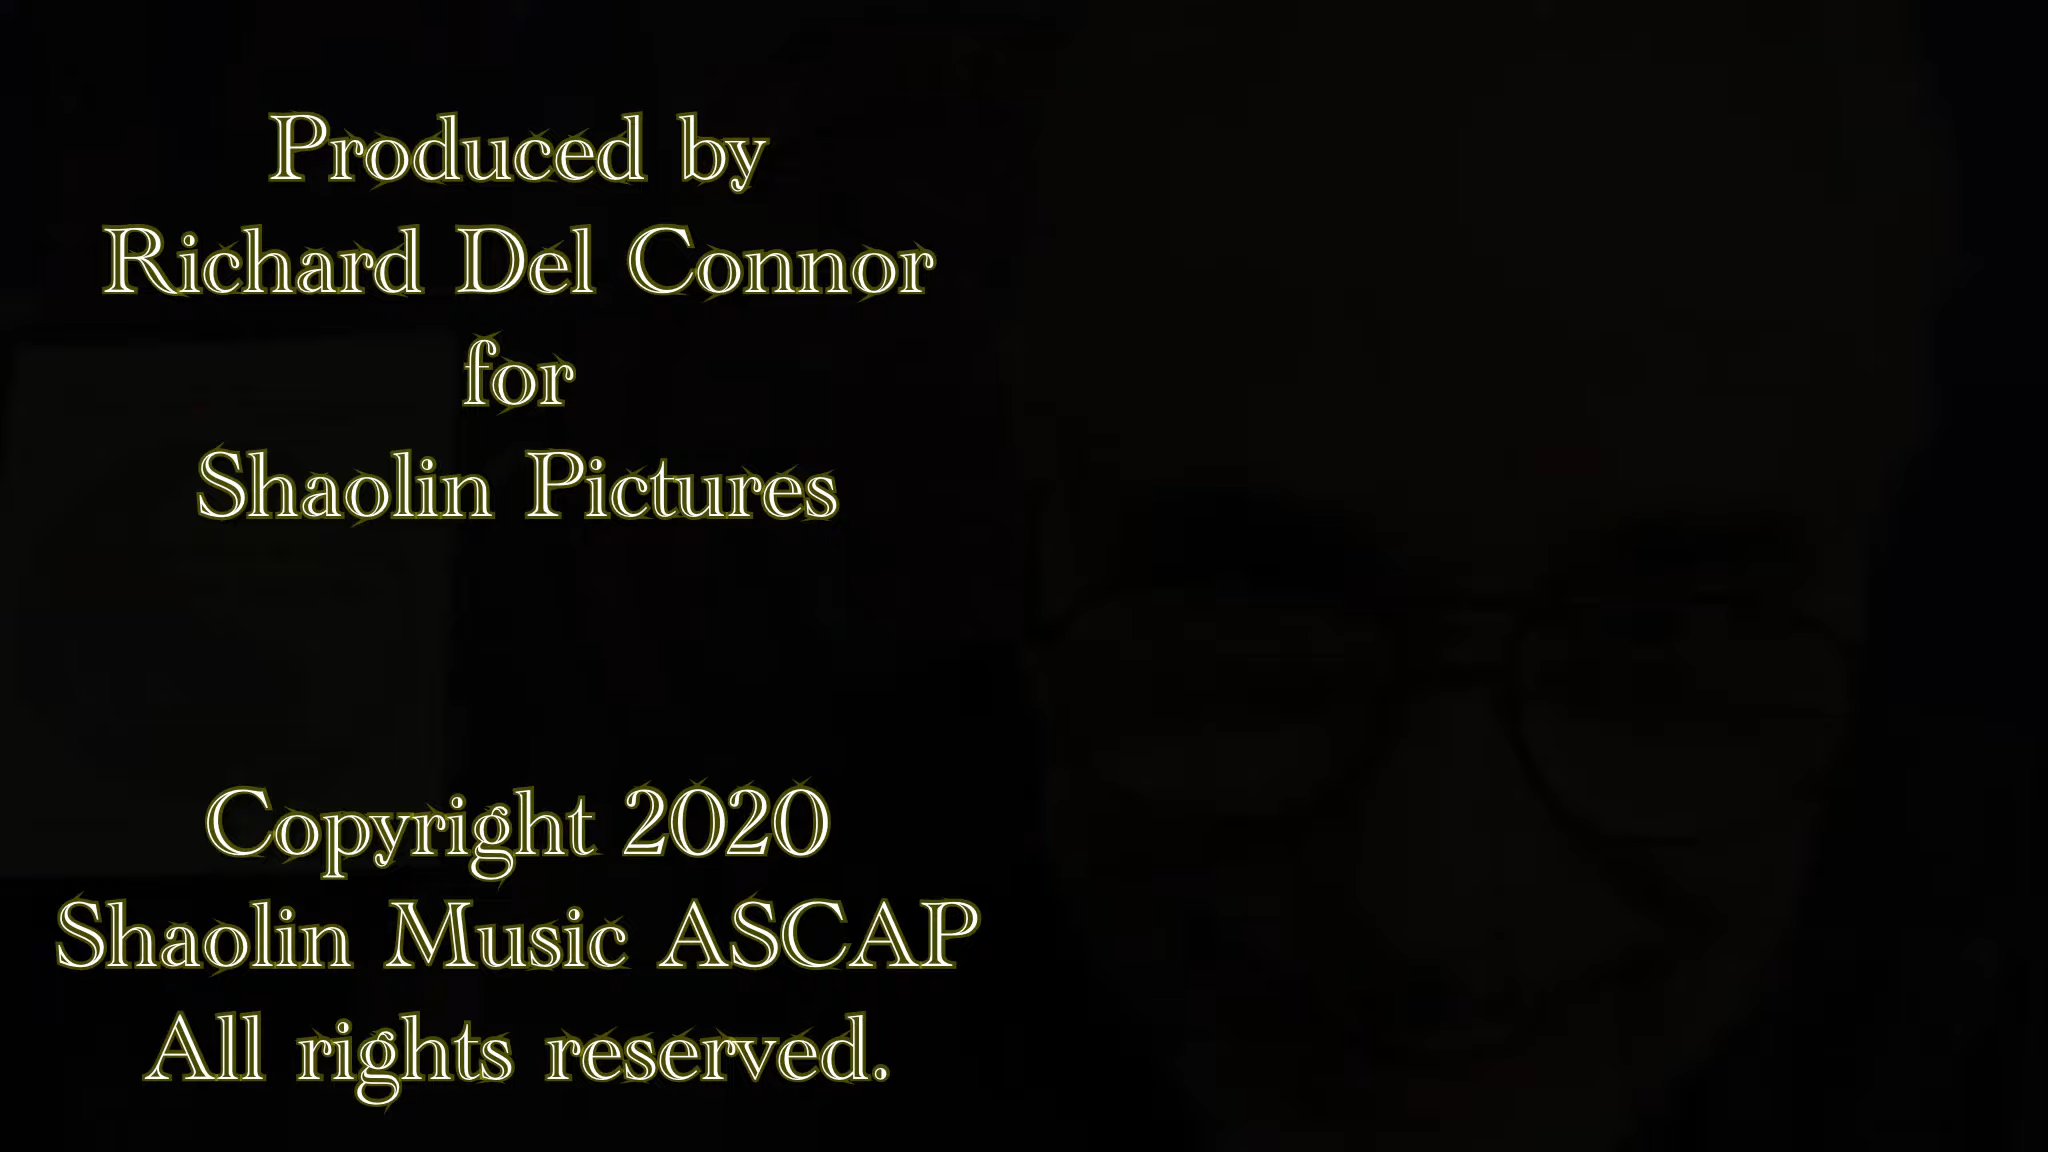 Produced by
Richard Del Connor
for
Shaolin Pictures
Copyright 2020
Shaolin Music ASCAP
All rights reserved.